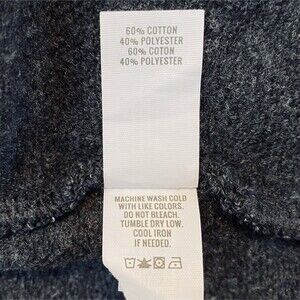 60% COTTON
40% POLYESTER
60% COTON
40% POLYESTER
MACHINE WASH COLD
WITH LIKE COLORS.
DO NOT BLEACH.
TUMBLE DRY LOW.
COOL IRON
IF NEEDED.